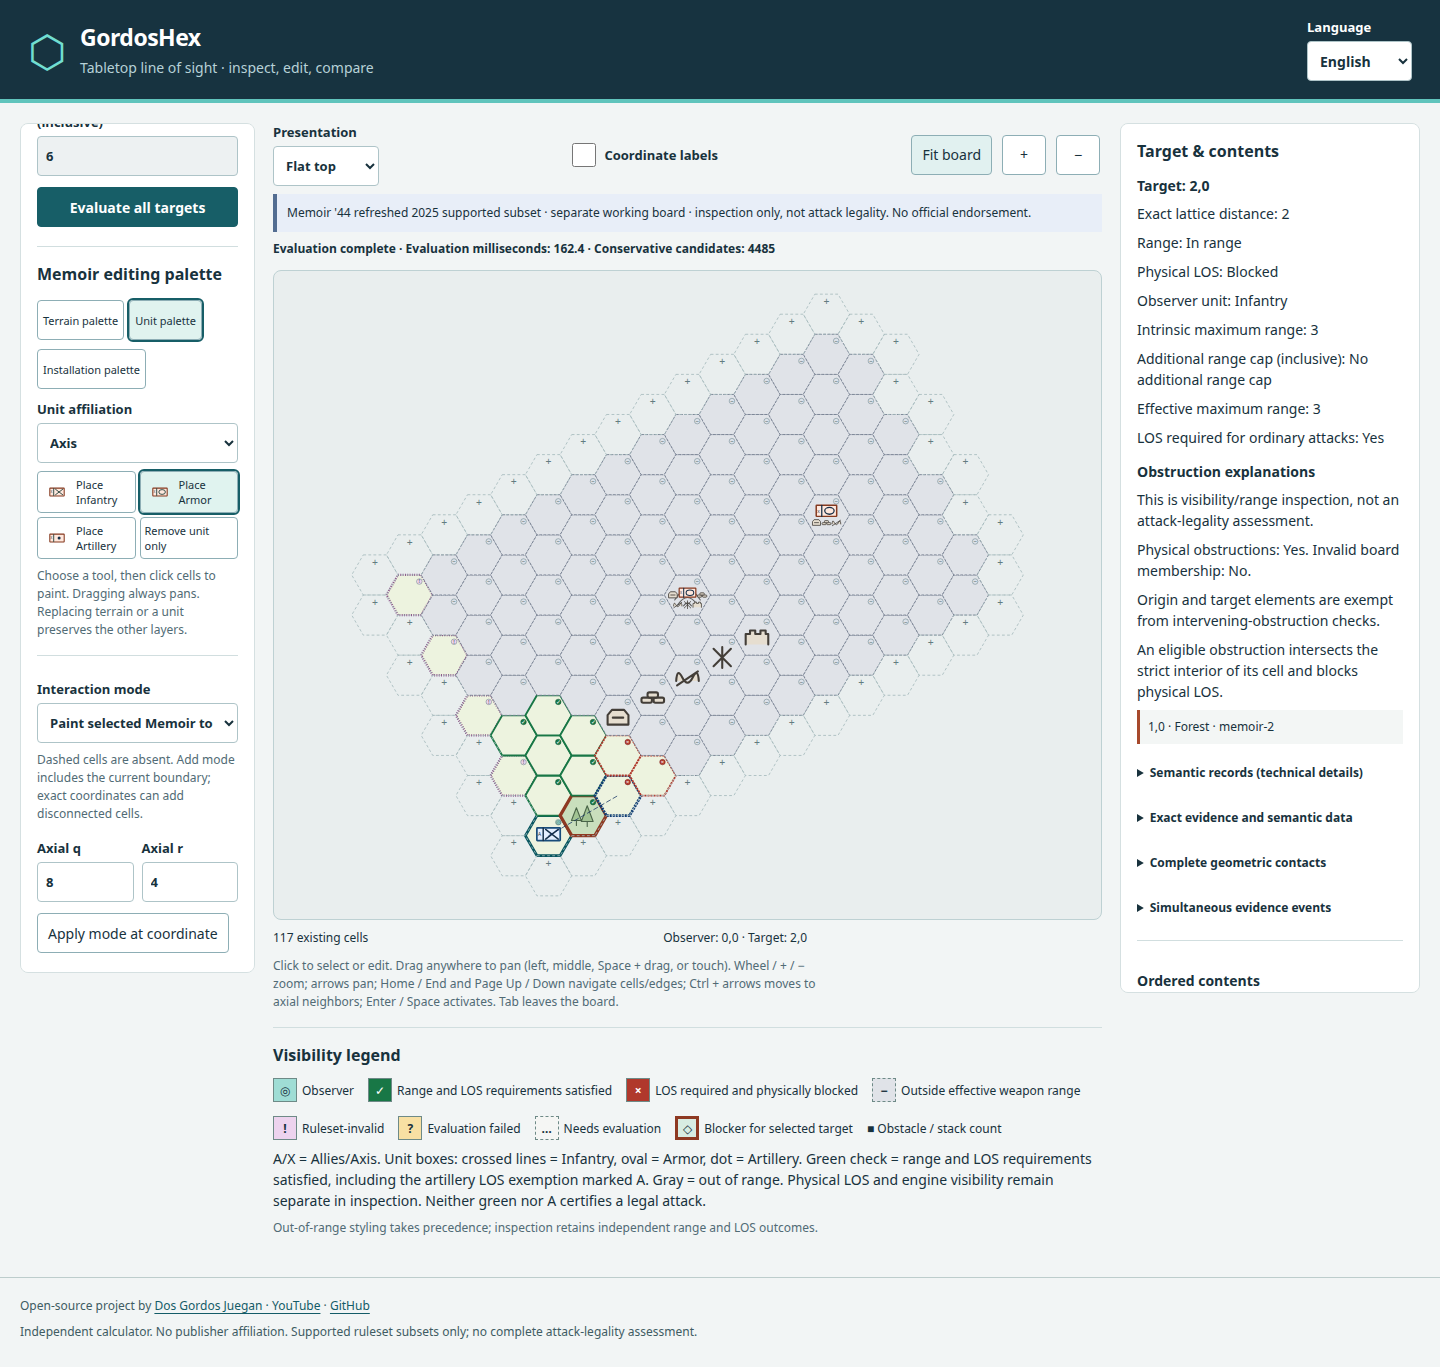 GordosHex
Tabletop line of sight · inspect, edit, compare
Language
English
(inclusive)
6
Evaluate all targets
Memoir editing palette
Terrain palette
Unit palette
Installation palette
Unit affiliation
Axis
Place Infantry
Place Armor
Place Artillery
Remove unit only
Choose a tool, then click cells to
paint. Dragging always pans.
Replacing terrain or a unit
preserves the other layers.
Interaction mode
Paint selected Memoir to
Dashed cells are absent. Add mode
includes the current boundary;
exact coordinates can add
disconnected cells.
Axial q
Axial r
8
4
Apply mode at coordinate
Presentation
Flat top
Coordinate labels
Fit board
+
−
Memoir '44 refreshed 2025 supported subset · separate working board · inspection only, not attack legality. No official endorsement.
Evaluation complete · Evaluation milliseconds: 162.4 · Conservative candidates: 4485
117 existing cells
Observer: 0,0 · Target: 2,0
Click to select or edit. Drag anywhere to pan (left, middle, Space + drag, or touch). Wheel / + / −
zoom; arrows pan; Home / End and Page Up / Down navigate cells/edges; Ctrl + arrows moves to
axial neighbors; Enter / Space activates. Tab leaves the board.
Visibility legend
◎ Observer
✓ Range and LOS requirements satisfied
× LOS required and physically blocked
− Outside effective weapon range
! Ruleset-invalid
? Evaluation failed
... Needs evaluation
◇ Blocker for selected target
■ Obstacle / stack count
A/X = Allies/Axis. Unit boxes: crossed lines = Infantry, oval = Armor, dot = Artillery. Green check = range and LOS requirements
satisfied, including the artillery LOS exemption marked A. Gray = out of range. Physical LOS and engine visibility remain
separate in inspection. Neither green nor A certifies a legal attack.
Out-of-range styling takes precedence; inspection retains independent range and LOS outcomes.
Target & contents
Target: 2,0
Exact lattice distance: 2
Range: In range
Physical LOS: Blocked
Observer unit: Infantry
Intrinsic maximum range: 3
Additional range cap (inclusive): No
additional range cap
Effective maximum range: 3
LOS required for ordinary attacks: Yes
Obstruction explanations
This is visibility/range inspection, not an
attack-legality assessment.
Physical obstructions: Yes. Invalid board
membership: No.
Origin and target elements are exempt
from intervening-obstruction checks.
An eligible obstruction intersects the
strict interior of its cell and blocks
physical LOS.
1,0 · Forest · memoir-2
Semantic records (technical details)
Exact evidence and semantic data
Complete geometric contacts
Simultaneous evidence events
Ordered contents
Open-source project by Dos Gordos Juegan · YouTube · GitHub
Independent calculator. No publisher affiliation. Supported ruleset subsets only; no complete attack-legality assessment.